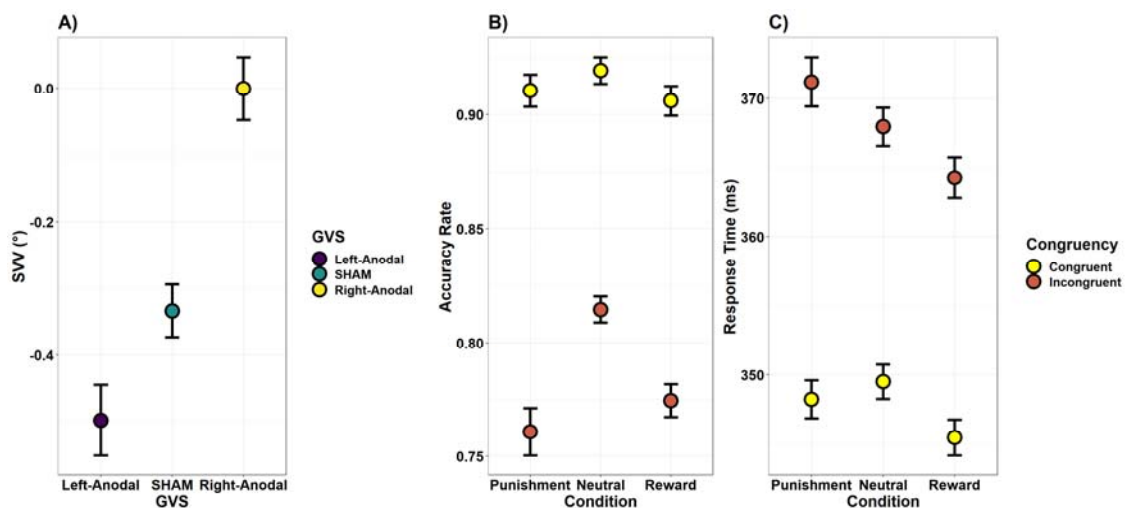 A)
SVV (°)
0.0
-0.2
-0.4
Left-Anodal SHAM Right-Anodal
GVS
GVS
Left-Anodal
SHAM
Right-Anodal
B)
Accuracy Rate
0.90
0.85
0.80
0.75
Punishment Neutral Reward
Condition
C)
Response Time (ms)
370
360
350
Punishment Neutral Reward
Condition
Congruency
Congruent
Incongruent